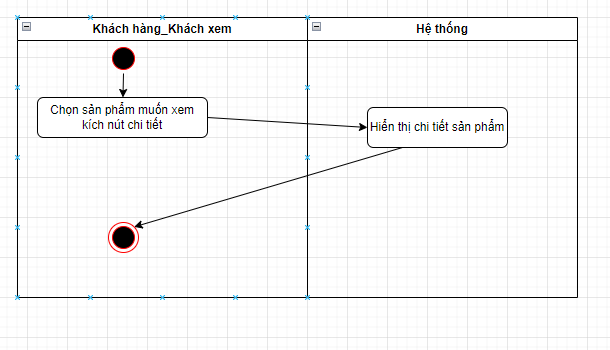 Khách hàng_Khách xem
Hệ thống
Chọn sản phẩm muốn xem
kích nút chi tiết
Hiển thị chi tiết sản phẩm